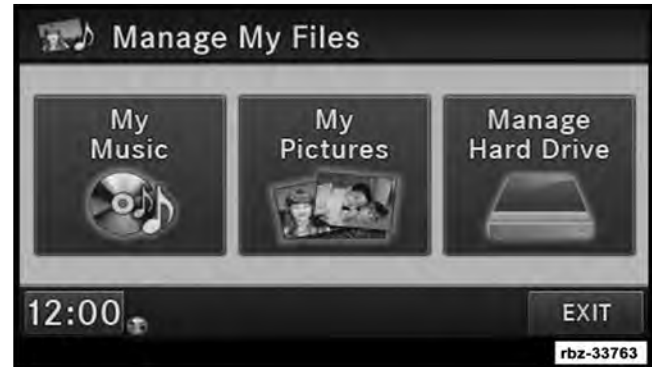 Manage My Files
My
Music
My
Pictures
Manage
Hard Drive
12:00
EXIT
rbz-33763